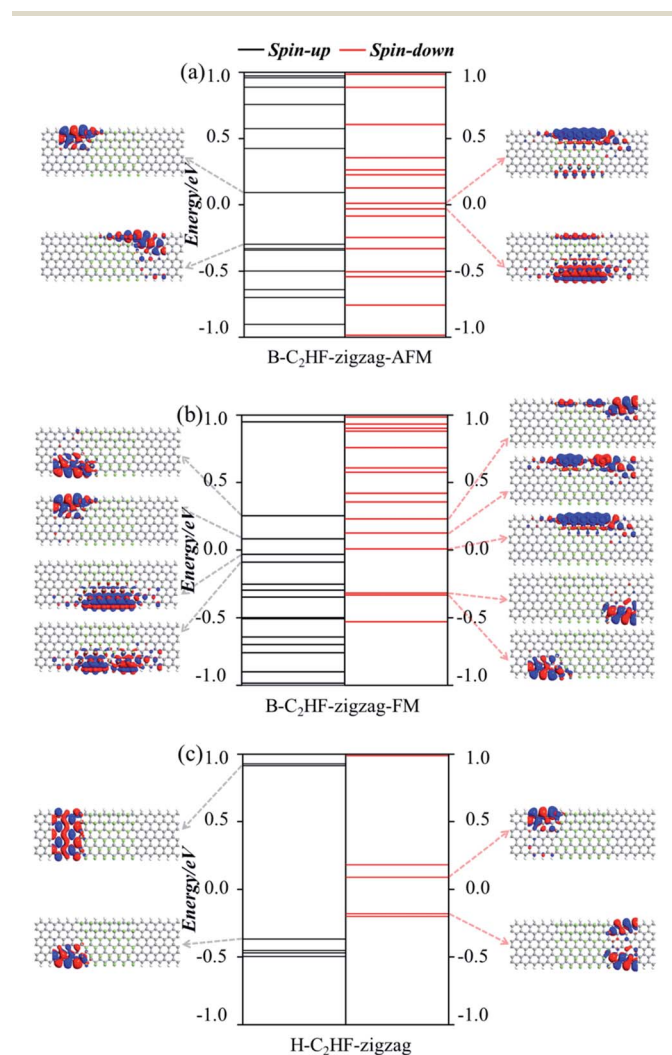 Spin-up Spin-down
(a)
1.0 1.0
0.5 0.5
0.0 0.0
-0.5 -0.5
-1.0 -1.0
Energy/eV
B-C₂HF-zigzag-AFM
(b)
1.0 1.0
0.5 0.5
0.0 0.0
-0.5 -0.5
-1.0 -1.0
Energy/eV
B-C₂HF-zigzag-FM
(c)
1.0 1.0
0.5 0.5
0.0 0.0
-0.5 -0.5
-1.0 -1.0
Energy/eV
H-C₂HF-zigzag